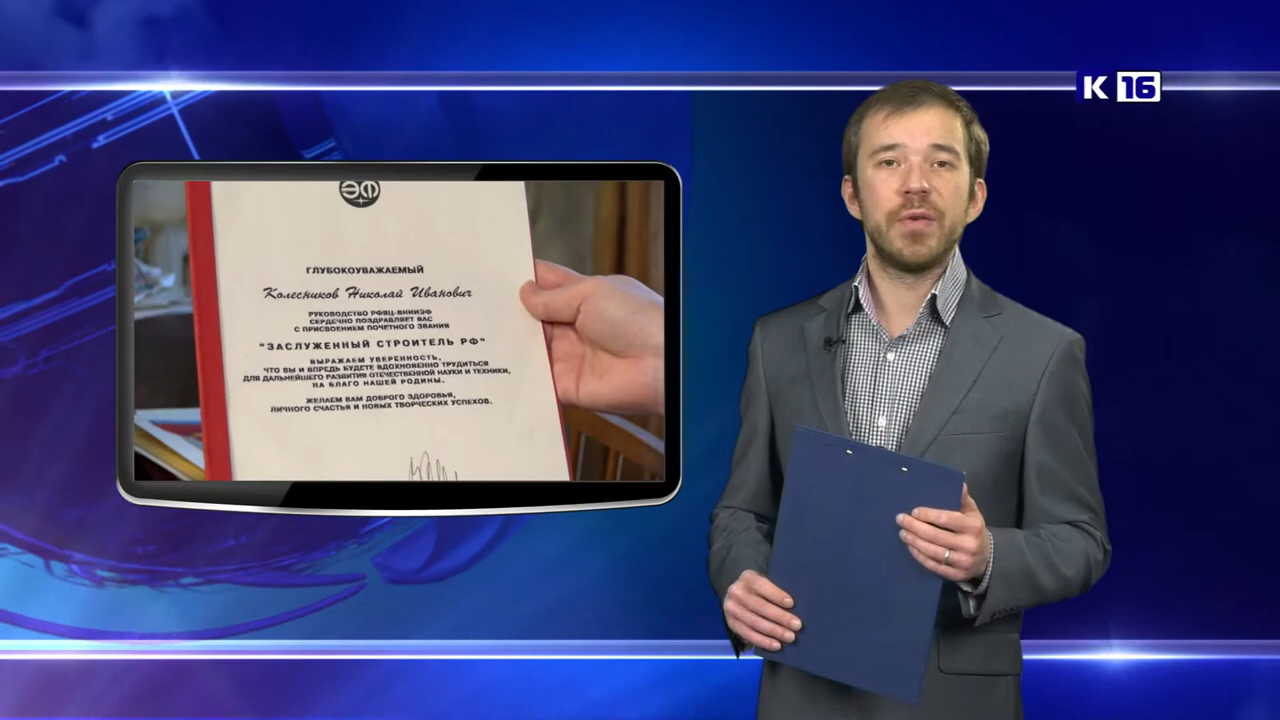 К 16
ГЛУБОКОУВАЖАЕМЫЙ
Колесников Николай Иванович
РУКОВОДСТВО РФЯЦ-ВНИИЭФ
СЕРДЕЧНО ПОЗДРАВЛЯЕТ ВАС
С ПРИСВОЕНИЕМ ПОЧЕТНОГО ЗВАНИЯ
"ЗАСЛУЖЕННЫЙ СТРОИТЕЛЬ РФ"
ВЫРАЖАЕМ УВЕРЕННОСТЬ,
ЧТО ВЫ И ВПРЕДЬ БУДЕТЕ ВДОХНОВЕННО ТРУДИТЬСЯ
ДЛЯ ДАЛЬНЕЙШЕГО РАЗВИТИЯ ОТЕЧЕСТВЕННОЙ НАУКИ И ТЕХНИКИ,
НА БЛАГО НАШЕЙ РОДИНЫ.
ЖЕЛАЕМ ВАМ ДОБРОГО ЗДОРОВЬЯ,
ЛИЧНОГО СЧАСТЬЯ И НОВЫХ ТВОРЧЕСКИХ УСПЕХОВ.